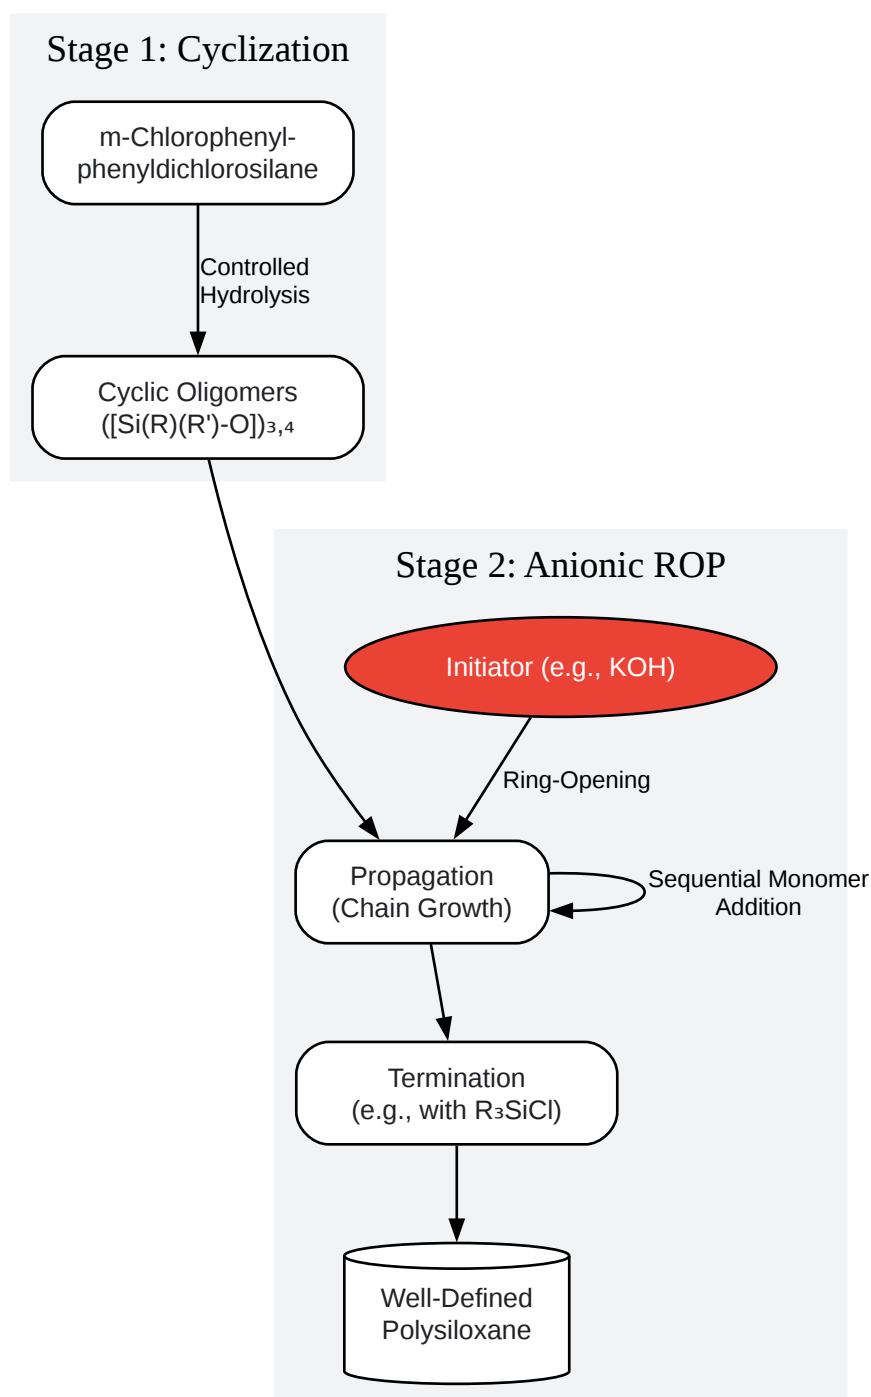 Stage 1: Cyclization
m-Chlorophenyl-
phenyldichlorosilane
Controlled
Hydrolysis
Cyclic Oligomers
([Si(R)(R')-O])₃,₄
Stage 2: Anionic ROP
Initiator (e.g., KOH)
Ring-Opening
Propagation
(Chain Growth)
Sequential Monomer
Addition
Termination
(e.g., with R₃SiCl)
Well-Defined
Polysiloxane